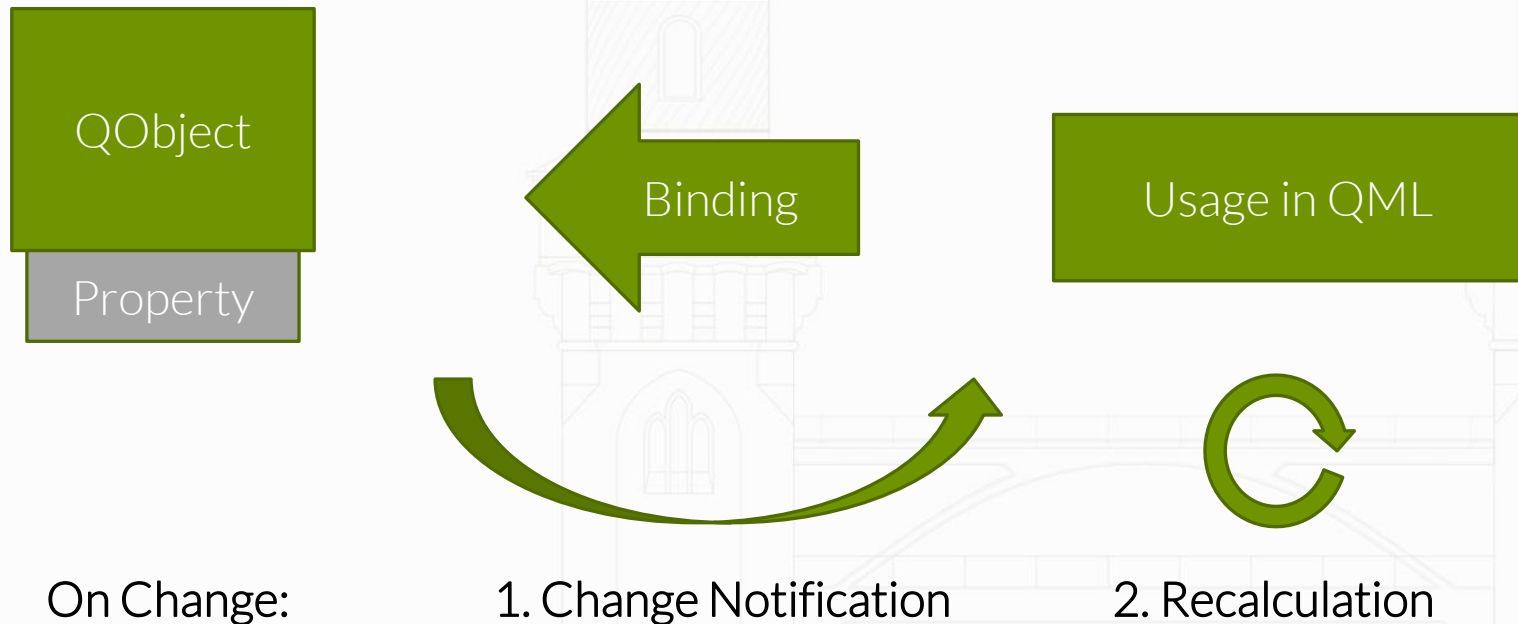 QObject
Property
Binding
Usage in QML
On Change:
1. Change Notification
2. Recalculation